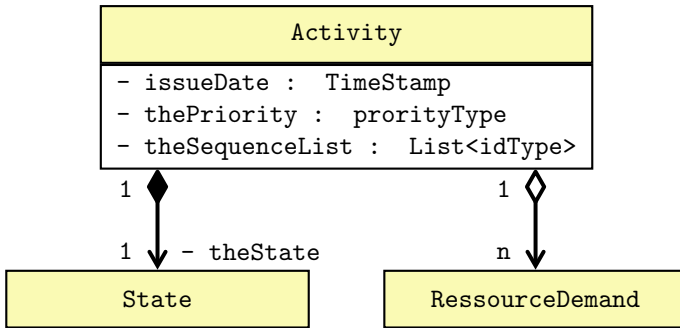 Activity
- issueDate : TimeStamp
- thePriority : prorityType
- theSequenceList : List<idType>
1 1
1 - theState n
State RessourceDemand